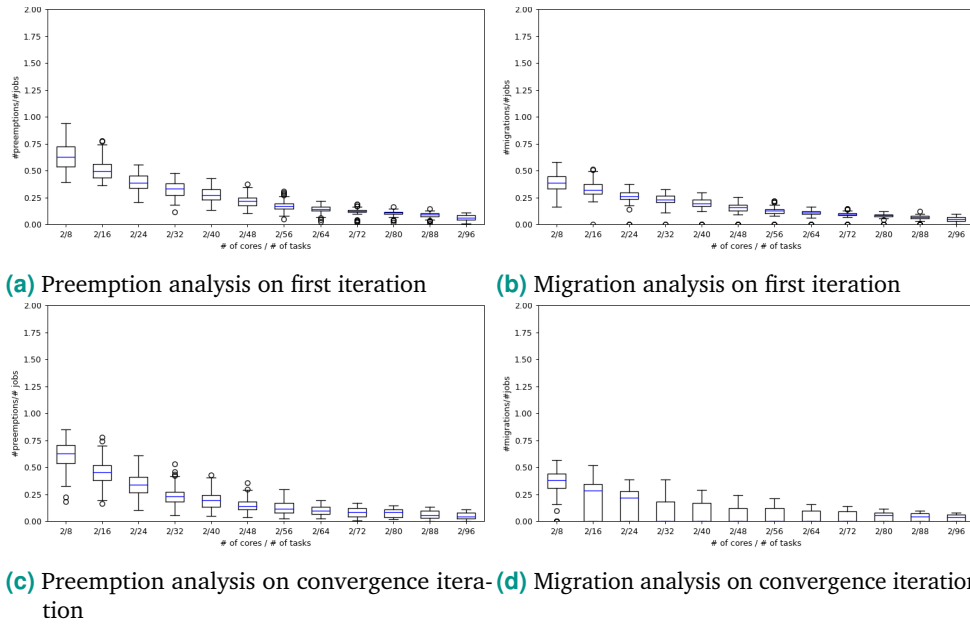 2.00
1.75
1.50
1.25
1.00
0.75
0.50
0.25
0.00
#preemptions/#jobs
2/8 2/16 2/24 2/32 2/40 2/48 2/56 2/64 2/72 2/80 2/88 2/96
# of cores / # of tasks
(a) Preemption analysis on first iteration
2.00
1.75
1.50
1.25
1.00
0.75
0.50
0.25
0.00
#migrations/#jobs
2/8 2/16 2/24 2/32 2/40 2/48 2/56 2/64 2/72 2/80 2/88 2/96
# of cores / # of tasks
(b) Migration analysis on first iteration
2.00
1.75
1.50
1.25
1.00
0.75
0.50
0.25
0.00
#preemptions/# jobs
2/8 2/16 2/24 2/32 2/40 2/48 2/56 2/64 2/72 2/80 2/88 2/96
# of cores / # of tasks
(c) Preemption analysis on convergence itera-
tion
2.00
1.75
1.50
1.25
1.00
0.75
0.50
0.25
0.00
#migrations/#jobs
2/8 2/16 2/24 2/32 2/40 2/48 2/56 2/64 2/72 2/80 2/88 2/96
# of cores / # of tasks
(d) Migration analysis on convergence iteration